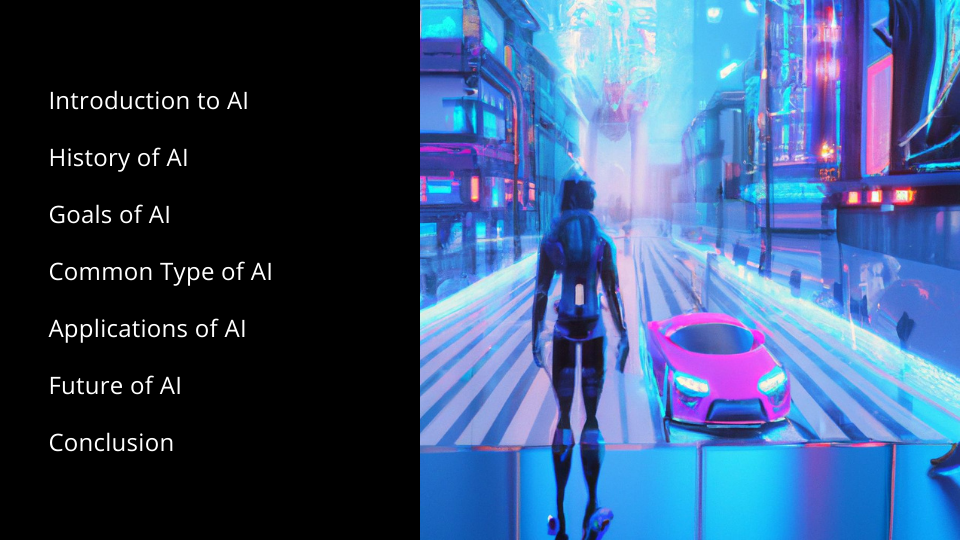 Introduction to AI
History of AI
Goals of AI
Common Type of AI
Applications of AI
Future of AI
Conclusion